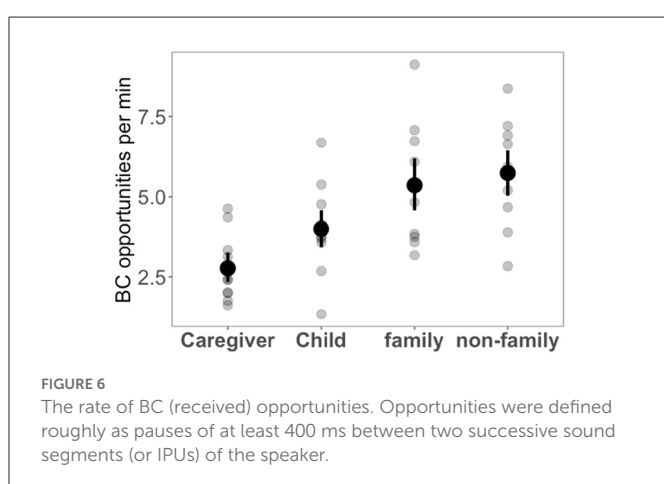 BC opportunities per min
7.5
5.0
2.5
Caregiver Child family non-family
FIGURE 6
The rate of BC (received) opportunities. Opportunities were defined
roughly as pauses of at least 400 ms between two successive sound
segments (or IPUs) of the speaker.